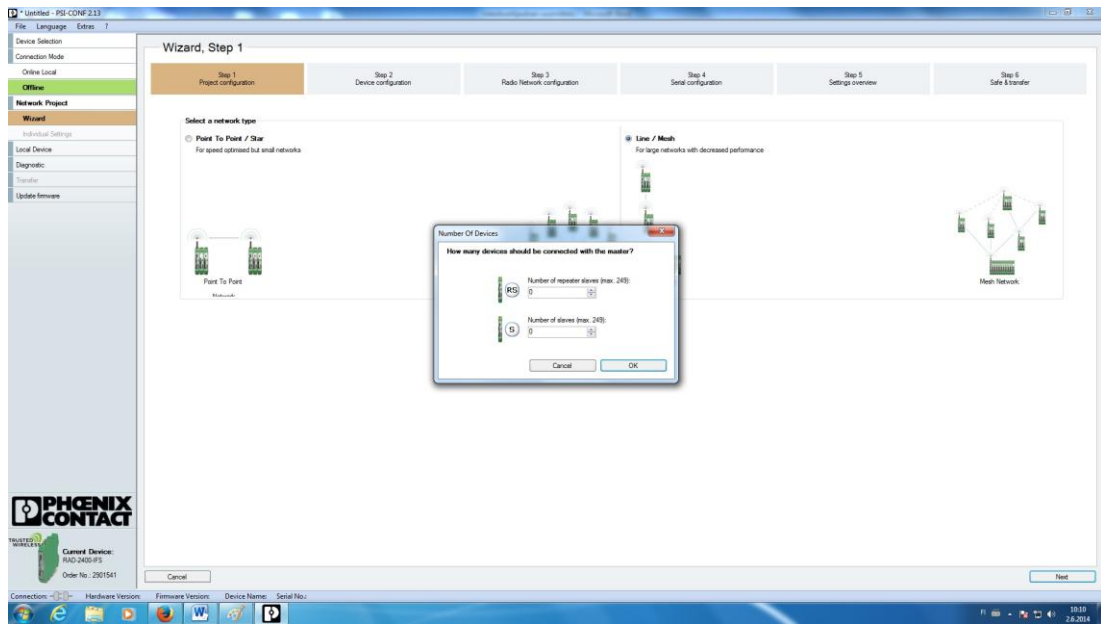 * Untitled - PSI-CONF 2.13
File Language Extras ?
Device Selection
Connection Mode
Online Local
Offline
Network Project
Wizard
Individual Settings
Local Device
Diagnostic
Transfer
Update firmware
Wizard, Step 1
Step 1
Project configuration
Step 2
Device configuration
Step 3
Radio Network configuration
Step 4
Serial configuration
Step 5
Settings overview
Step 6
Safe & transfer
Select a network type
Point To Point / Star
For speed optimised but small networks
Line / Mesh
For large networks with decreased performance
Point To Point
Network
Mesh Network
Number Of Devices
How many devices should be connected with the master?
RS
Number of repeater slaves (max. 249):
0
S
Number of slaves (max. 249):
0
Cancel
OK
PHŒNIX
CONTACT
TRUSTED
WIRELESS
Current Device:
RAD-2400-IFS
Order No.: 2901541
Cancel
Next
Connection: Hardware Version: Firmware Version: Device Name: Serial No.:
FI
10:10
2.6.2014